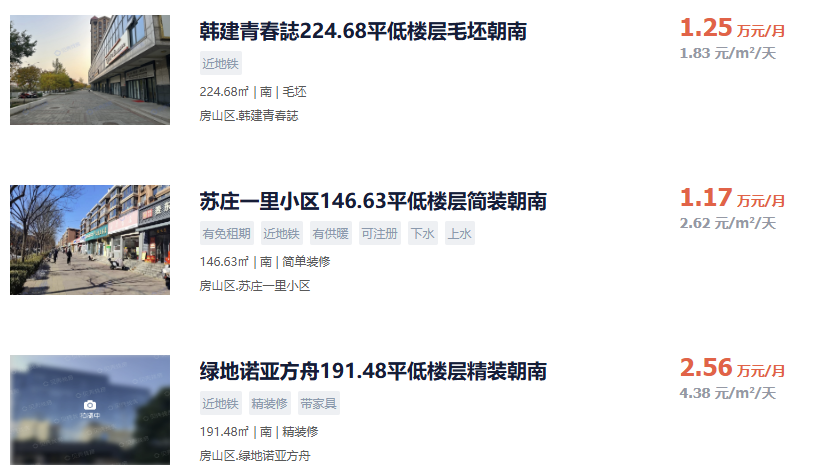 韩建青春誌224.68平低楼层毛坯朝南
1.25 万元/月
近地铁
1.83 元/m²/天
224.68㎡ | 南 | 毛坯
房山区.韩建青春誌
苏庄一里小区146.63平低楼层简装朝南
1.17 万元/月
有免租期 近地铁 有供暖 可注册 下水 上水
2.62 元/m²/天
146.63㎡ | 南 | 简单装修
房山区.苏庄一里小区
绿地诺亚方舟191.48平低楼层精装朝南
2.56 万元/月
近地铁 精装修 带家具
4.38 元/m²/天
191.48㎡ | 南 | 精装修
房山区.绿地诺亚方舟